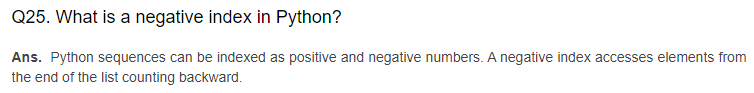 Q25. What is a negative index in Python?
Ans. Python sequences can be indexed as positive and negative numbers. A negative index accesses elements from
the end of the list counting backward.